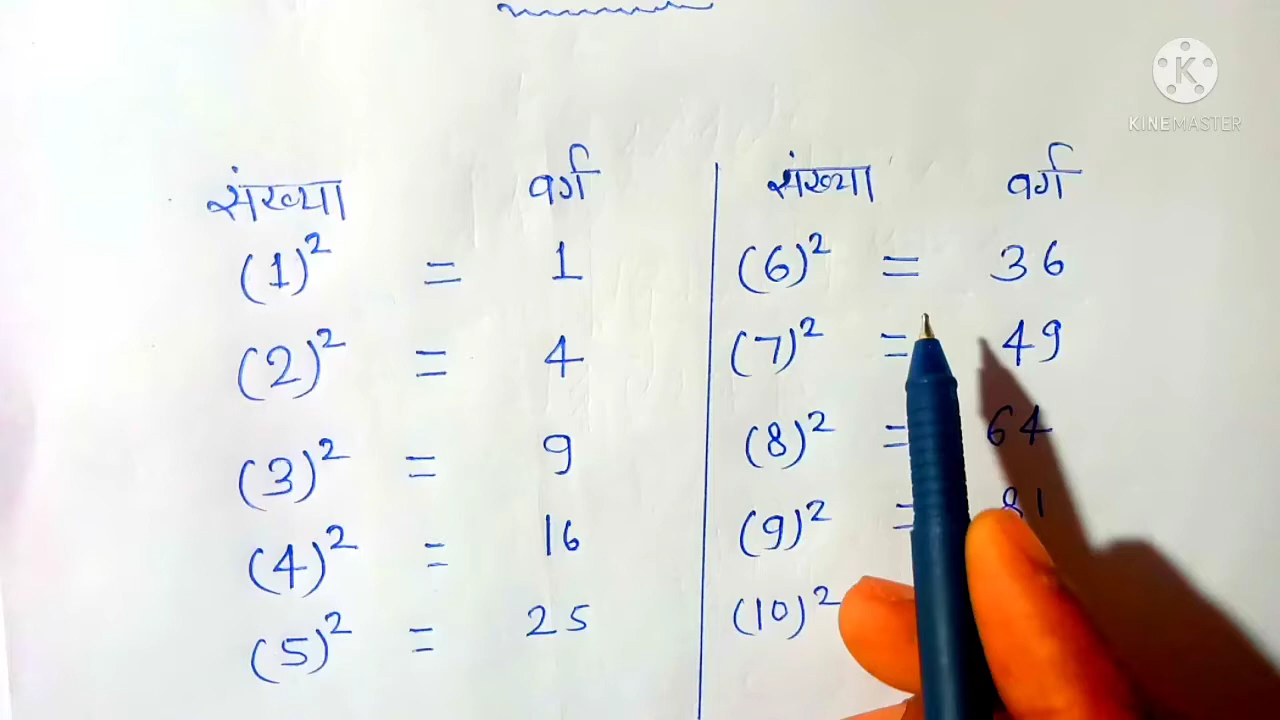 KINEMASTER
संख्या वर्ग
(1)² = 1
(2)² = 4
(3)² = 9
(4)² = 16
(5)² = 25
संख्या वर्ग
(6)² = 36
(7)² = 49
(8)² = 64
(9)² = 81
(10)²